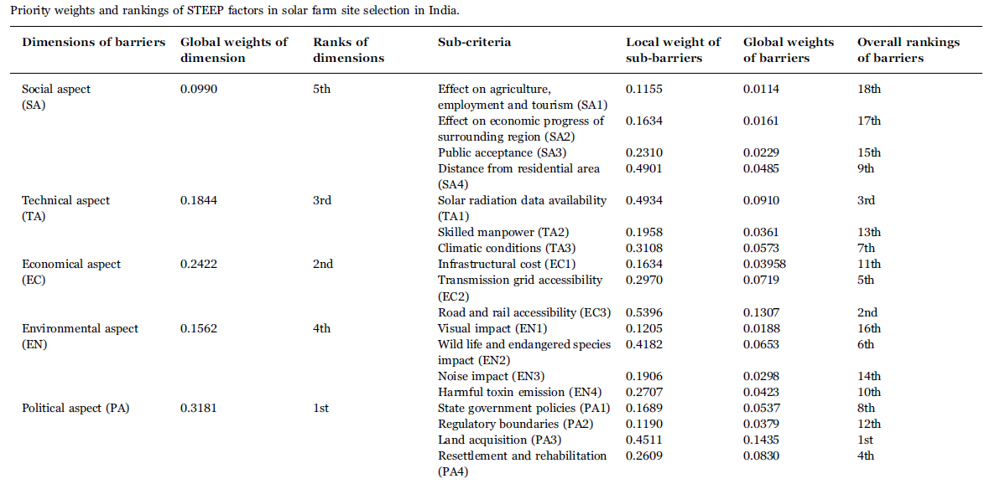 Priority weights and rankings of STEEP factors in solar farm site selection in India.
Dimensions of barriers Global weights of dimension Ranks of dimensions Sub-criteria Local weight of sub-barriers Global weights of barriers Overall rankings of barriers
Social aspect (SA) 0.0990 5th Effect on agriculture, employment and tourism (SA1) 0.1155 0.0114 18th
Effect on economic progress of surrounding region (SA2) 0.1634 0.0161 17th
Public acceptance (SA3) 0.2310 0.0229 15th
Distance from residential area (SA4) 0.4901 0.0485 9th
Technical aspect (TA) 0.1844 3rd Solar radiation data availability (TA1) 0.4934 0.0910 3rd
Skilled manpower (TA2) 0.1958 0.0361 13th
Climatic conditions (TA3) 0.3108 0.0573 7th
Economical aspect (EC) 0.2422 2nd Infrastructural cost (EC1) 0.1634 0.03958 11th
Transmission grid accessibility (EC2) 0.2970 0.0719 5th
Road and rail accessibility (EC3) 0.5396 0.1307 2nd
Environmental aspect (EN) 0.1562 4th Visual impact (EN1) 0.1205 0.0188 16th
Wild life and endangered species impact (EN2) 0.4182 0.0653 6th
Noise impact (EN3) 0.1906 0.0298 14th
Harmful toxin emission (EN4) 0.2707 0.0423 10th
Political aspect (PA) 0.3181 1st State government policies (PA1) 0.1689 0.0537 8th
Regulatory boundaries (PA2) 0.1190 0.0379 12th
Land acquisition (PA3) 0.4511 0.1435 1st
Resettlement and rehabilitation (PA4) 0.2609 0.0830 4th